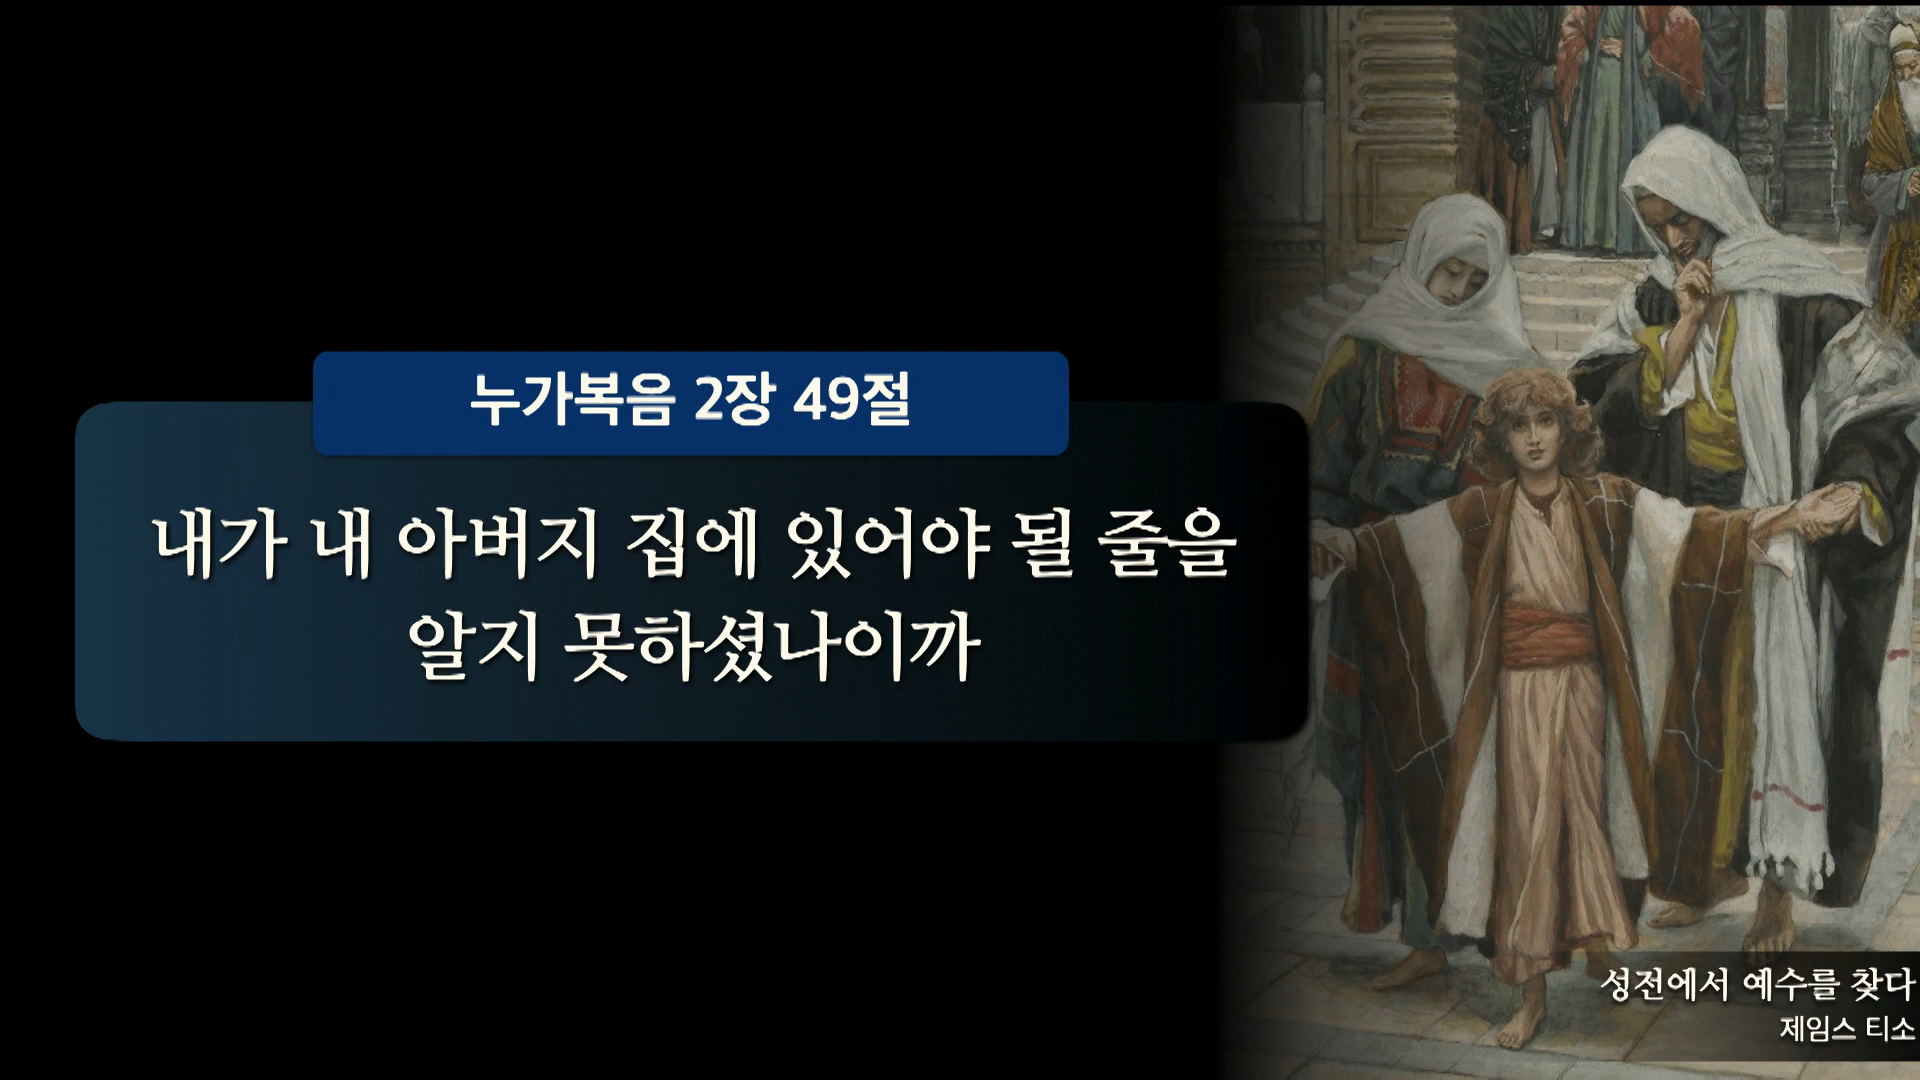 누가복음 2장 49절
내가 내 아버지 집에 있어야 될 줄을
알지 못하셨나이까
성전에서 예수를 찾다
제임스 티소